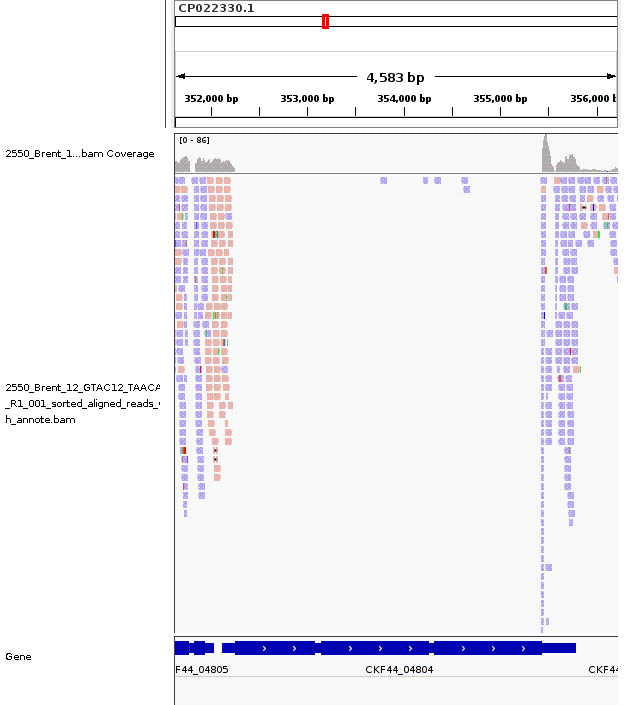 CP022330.1
4,583 bp
352,000 bp 353,000 bp 354,000 bp 355,000 bp 356,000 b
[0 - 86]
2550_Brent_1...bam Coverage
2550_Brent_12_GTAC12_TAACA
_R1_001_sorted_aligned_reads_
h_annote.bam
Gene
F44_04805 CKF44_04804 CKF44